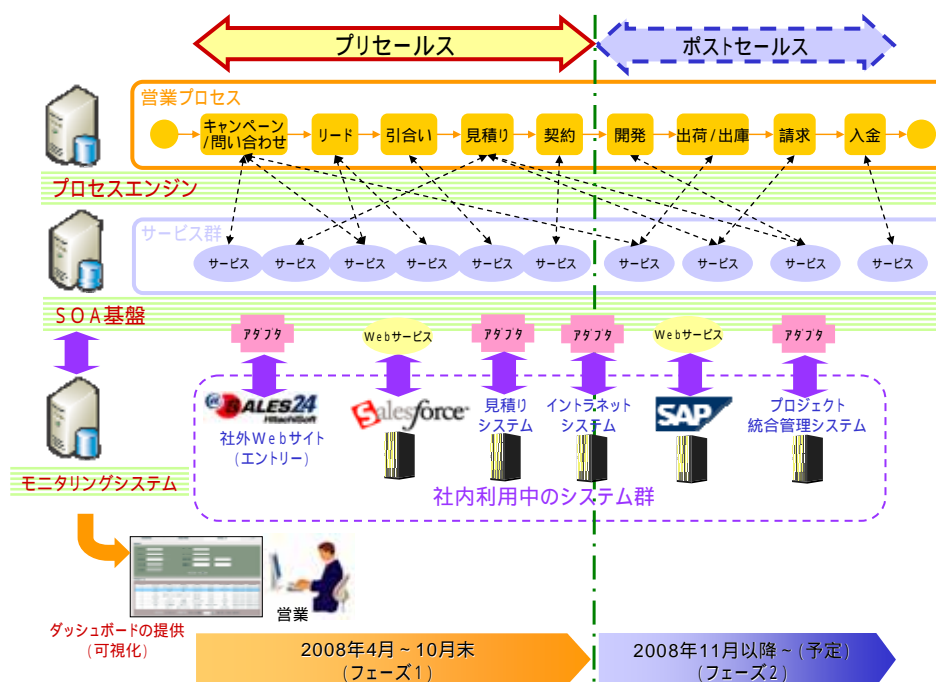 プリセールス
ポストセールス
営業プロセス
キャンペーン
/問い合わせ
リード
引合い
見積り
契約
開発
出荷/出庫
請求
入金
プロセスエンジン
サービス群
サービス
サービス
サービス
サービス
サービス
サービス
サービス
サービス
サービス
サービス
SOA基盤
アダプタ
Webサービス
アダプタ
アダプタ
Webサービス
アダプタ
@SALES24
HitachiSoft
社外Webサイト
(エントリー)
salesforce
見積り
システム
イントラネット
システム
SAP
プロジェクト
統合管理システム
モニタリングシステム
社内利用中のシステム群
営業
ダッシュボードの提供
(可視化)
2008年4月~10月末
(フェーズ1)
2008年11月以降~(予定)
(フェーズ2)